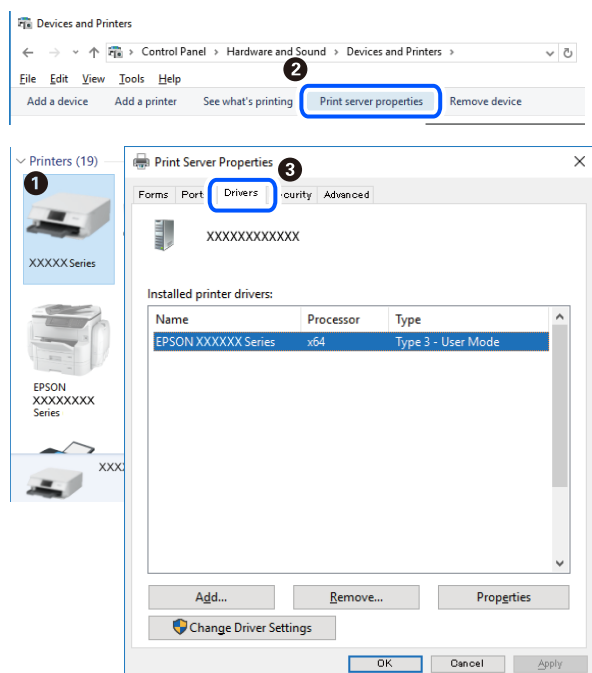 Devices and Printers
Control Panel > Hardware and Sound > Devices and Printers >
File Edit View Tools Help
2
Add a device Add a printer See what's printing Print server properties Remove device
Printers (19)
1
XXXXX Series
EPSON
XXXXXXXX
Series
XXX
Print Server Properties
3
Forms Port Drivers curity Advanced
XXXXXXXXXXXX
Installed printer drivers:
Name Processor Type
EPSON XXXXXX Series x64 Type 3 - User Mode
Add... Remove... Properties
Change Driver Settings
OK Cancel Apply